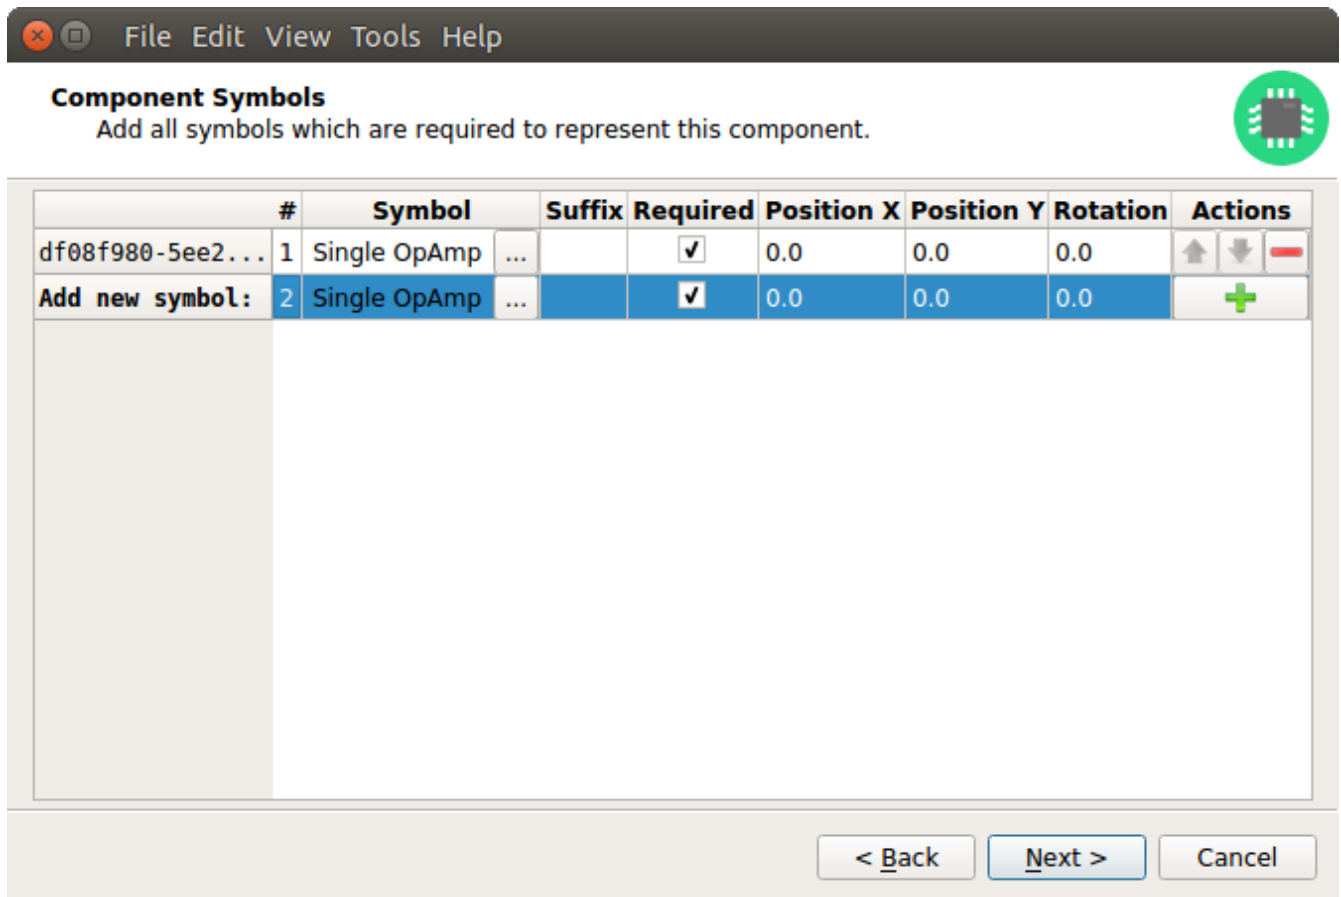 File Edit View Tools Help
Component Symbols
Add all symbols which are required to represent this component.
# Symbol Suffix Required Position X Position Y Rotation Actions
df08f980-5ee2... 1 Single OpAmp ... 0.0 0.0 0.0
Add new symbol: 2 Single OpAmp ... 0.0 0.0 0.0
< Back Next > Cancel